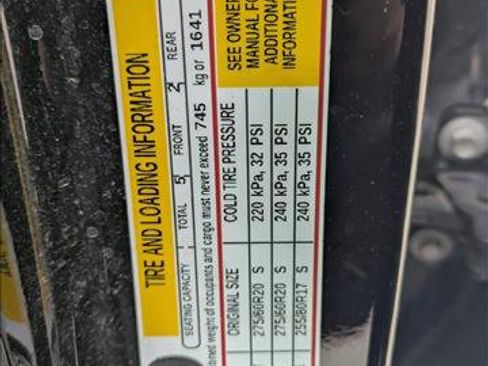 TIRE AND LOADING INFORMATION
SEATING CAPACITY TOTAL 5 FRONT 2 REAR
weight of occupants and cargo must never exceed 745 kg or 1641
ORIGINAL SIZE COLD TIRE PRESSURE SEE OWNER
MANUAL FO
ADDITIONA
INFORMATI
275/60R20 S 220 kPa, 32 PSI
275/60R20 S 240 kPa, 35 PSI
255/80R17 S 240 kPa, 35 PSI